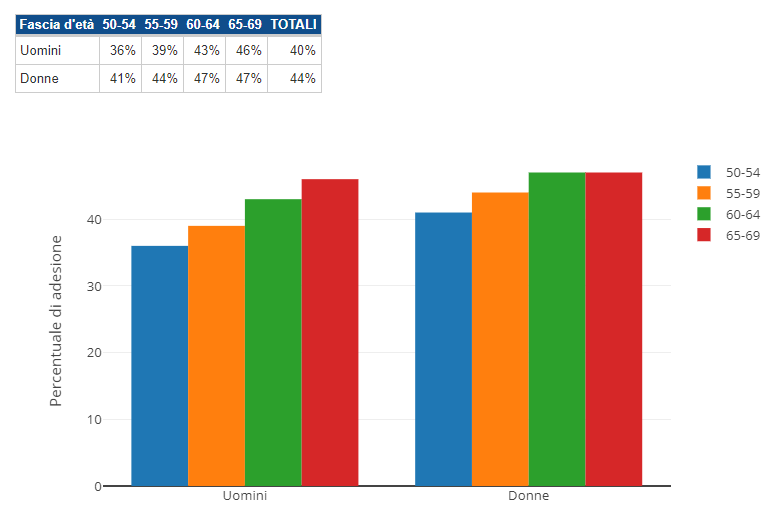 Fascia d'età 50-54 55-59 60-64 65-69 TOTALI
Uomini 36% 39% 43% 46% 40%
Donne 41% 44% 47% 47% 44%
50-54
55-59
60-64
65-69
Percentuale di adesione
40
30
20
10
0
Uomini Donne